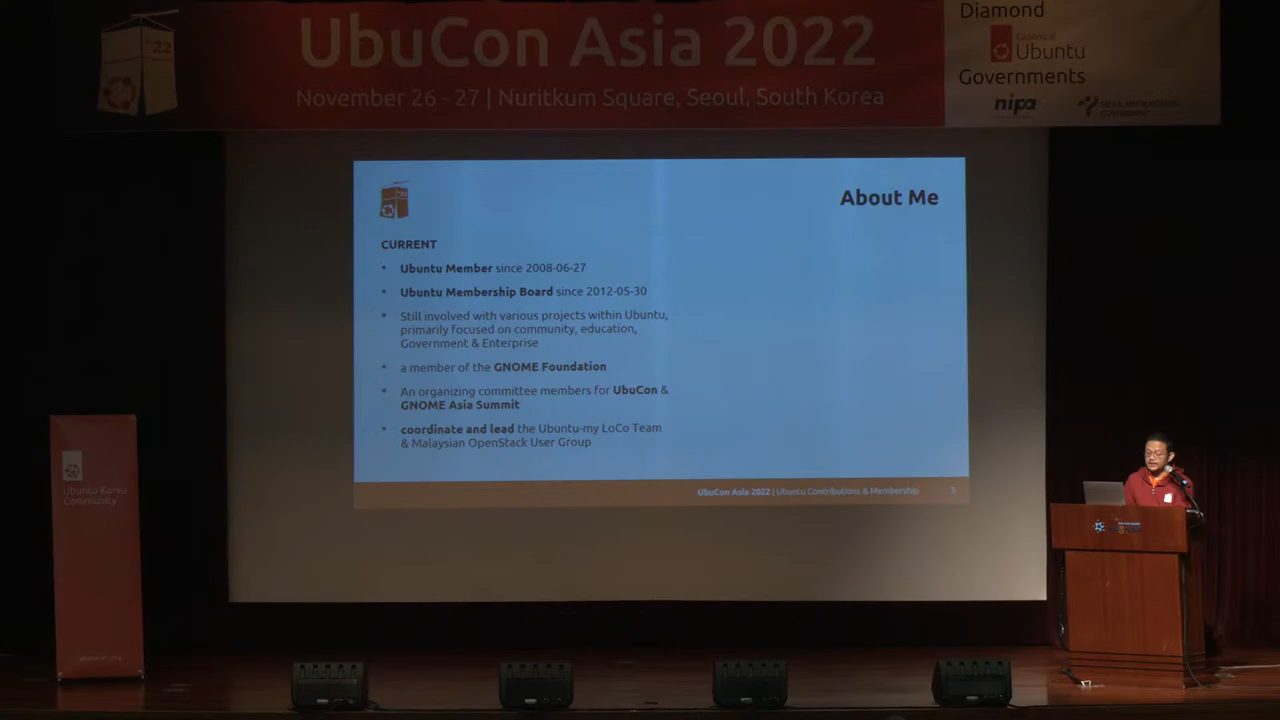 UbuCon Asia 2022
November 26 - 27 | Nuritkum Square, Seoul, South Korea
Diamond
Canonical
Ubuntu
Governments
nipa
22
About Me
CURRENT
• Ubuntu Member since 2008-06-27
• Ubuntu Membership Board since 2012-05-30
• Still involved with various projects within Ubuntu,
primarily focused on community, education,
Government & Enterprise
• a member of the GNOME Foundation
• An organizing committee members for UbuCon &
GNOME Asia Summit
• coordinate and lead the Ubuntu-my LoCo Team
& Malaysian OpenStack User Group
UbuCon Asia 2022 | Ubuntu Contributions & Membership 3
Ubuntu Korea
Community